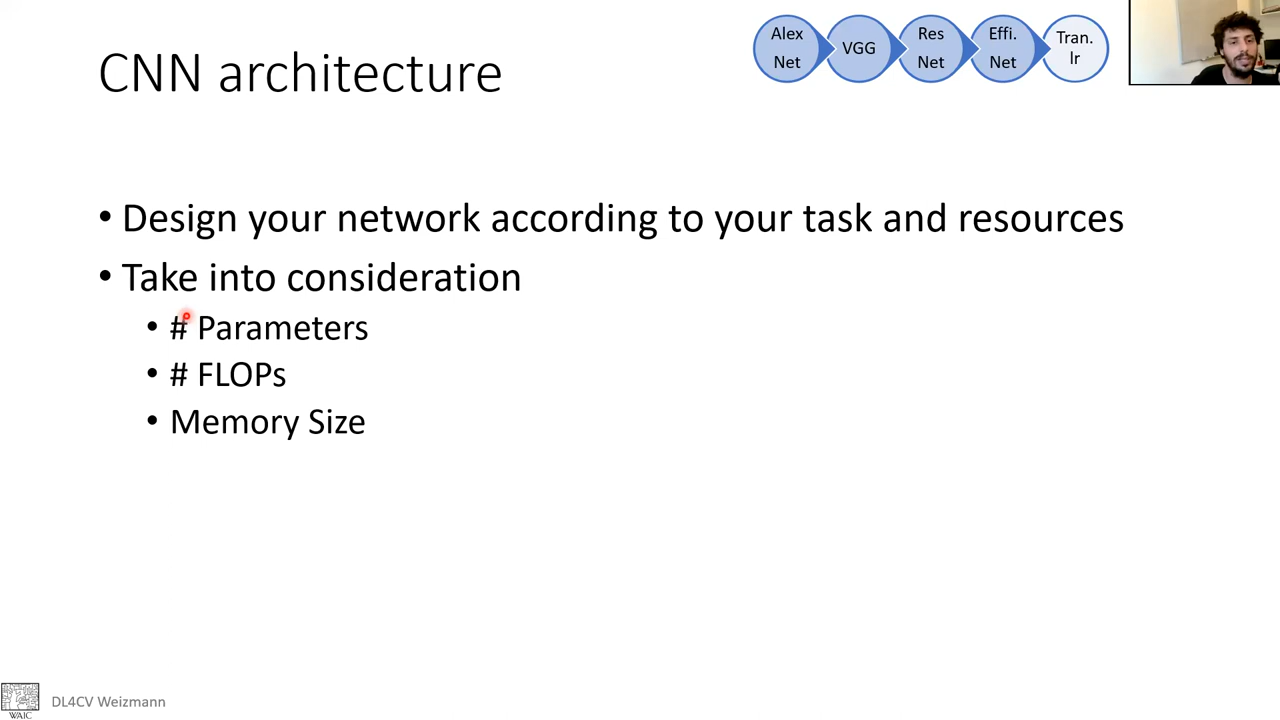 CNN architecture
Alex
Net
VGG
Res
Net
Effi.
Net
Tran.
lr
• Design your network according to your task and resources
• Take into consideration
• # Parameters
• # FLOPs
• Memory Size
WAIC
DL4CV Weizmann